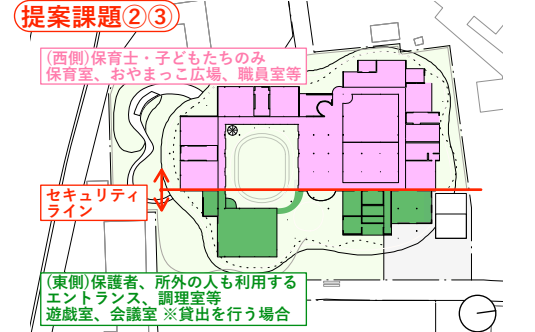 提案課題②③
(西側)保育士・子どもたちのみ
保育室、おやまっこ広場、職員室等
セキュリティ
ライン
(東側)保護者、所外の人も利用する
エントランス、調理室等
遊戯室、会議室 ※貸出を行う場合